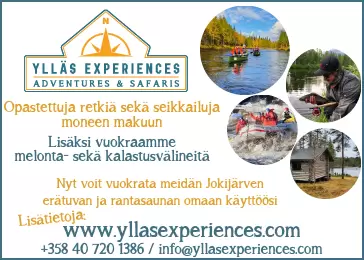 N
YLLÄS EXPERIENCES
ADVENTURES & SAFARIS
Opastettuja retkiä sekä seikkailuja
moneen makuun
Lisäksi vuokraamme
melonta- sekä kalastusvälineitä
Nyt voit vuokrata meidän Jokijärven
erätuvan ja rantasaunan omaan käyttöösi
Lisätietoja:
www.yllasexperiences.com
+358 40 720 1386 / info@yllasexperiences.com